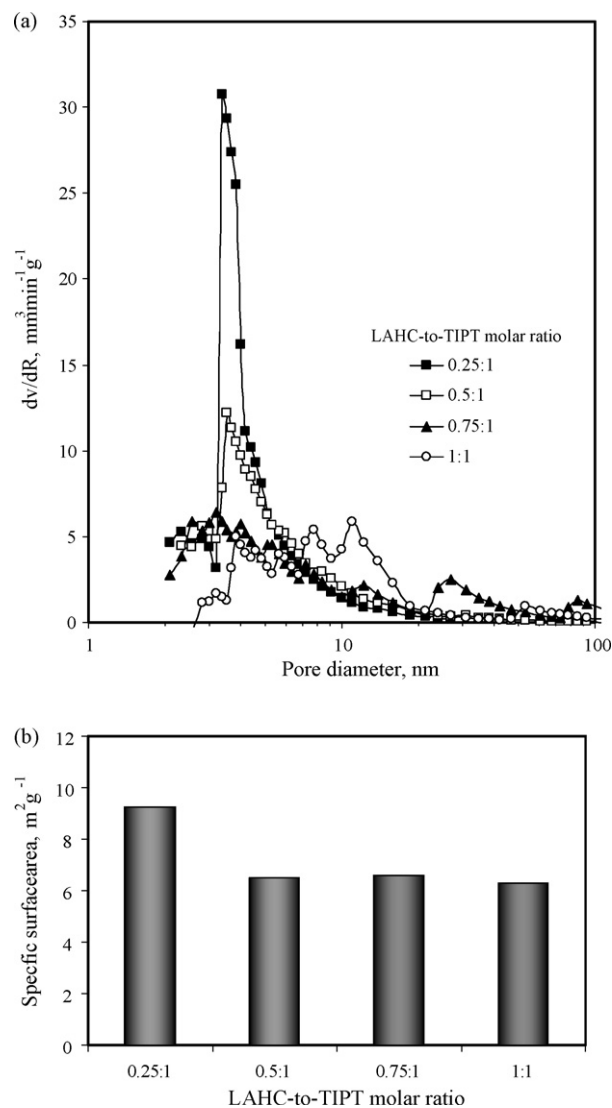 (a)
35
30
25
20
15
10
5
0
dv/dR, mm³min⁻¹g⁻¹
LAHC-to-TIPT molar ratio
0.25:1
0.5:1
0.75:1
1:1
1 10 100
Pore diameter, nm
(b)
12
10
8
6
4
2
0
Specfic surfacearea, m²g⁻¹
0.25:1 0.5:1 0.75:1 1:1
LAHC-to-TIPT molar ratio